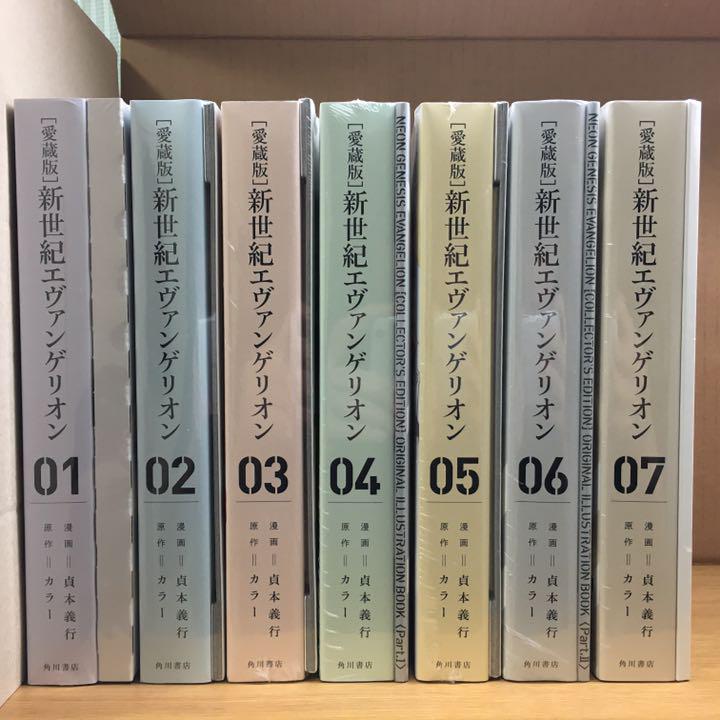 [愛蔵版]新世紀エヴァンゲリオン
01
漫画＝貞本義行
原作＝カラー
角川書店
[愛蔵版]新世紀エヴァンゲリオン
02
漫画＝貞本義行
原作＝カラー
角川書店
[愛蔵版]新世紀エヴァンゲリオン
03
漫画＝貞本義行
原作＝カラー
角川書店
[愛蔵版]新世紀エヴァンゲリオン
04
漫画＝貞本義行
原作＝カラー
角川書店
NEON GENESIS EVANGELION [COLLECTOR'S EDITION] ORIGINAL ILLUSTRATION BOOK 〈Part.I〉
[愛蔵版]新世紀エヴァンゲリオン
05
漫画＝貞本義行
原作＝カラー
角川書店
[愛蔵版]新世紀エヴァンゲリオン
06
漫画＝貞本義行
原作＝カラー
角川書店
NEON GENESIS EVANGELION [COLLECTOR'S EDITION] ORIGINAL ILLUSTRATION BOOK 〈Part.II〉
[愛蔵版]新世紀エヴァンゲリオン
07
漫画＝貞本義行
原作＝カラー
角川書店